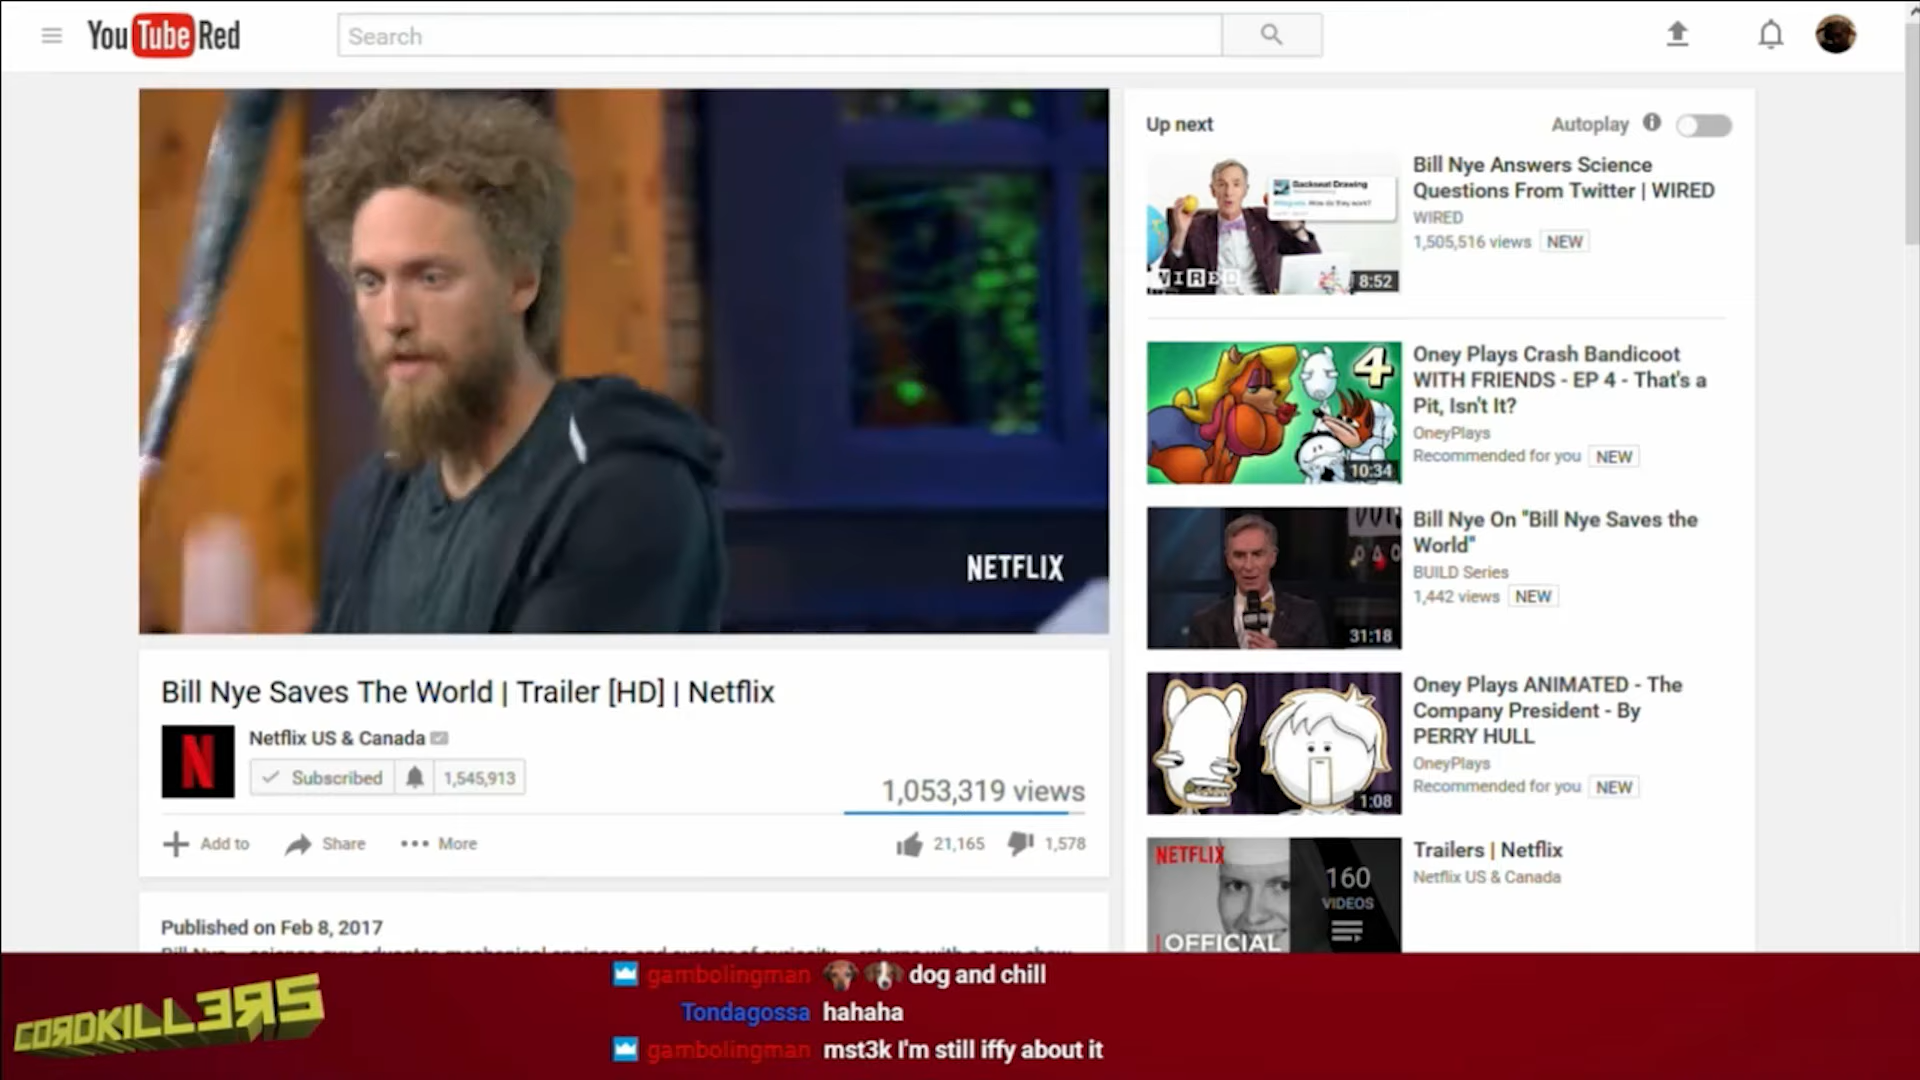 YouTube Red
Search
NETFLIX
Bill Nye Saves The World | Trailer [HD] | Netflix
N
Netflix US & Canada
Subscribed
1,545,913
1,053,319 views
Add to
Share
More
21,165
1,578
Published on Feb 8, 2017
Up next
Autoplay
Backseat Drawing
WIRED
8:52
Bill Nye Answers Science
Questions From Twitter | WIRED
WIRED
1,505,516 views NEW
4
10:34
Oney Plays Crash Bandicoot
WITH FRIENDS - EP 4 - That's a
Pit, Isn't It?
OneyPlays
Recommended for you NEW
31:18
Bill Nye On "Bill Nye Saves the
World"
BUILD Series
1,442 views NEW
1:08
Oney Plays ANIMATED - The
Company President - By
PERRY HULL
OneyPlays
Recommended for you NEW
NETFLIX
160
VIDEOS
OFFICIAL
Trailers | Netflix
Netflix US & Canada
CORDKILLERS
gambolingman dog and chill
Tondagossa hahaha
gambolingman mst3k I'm still iffy about it